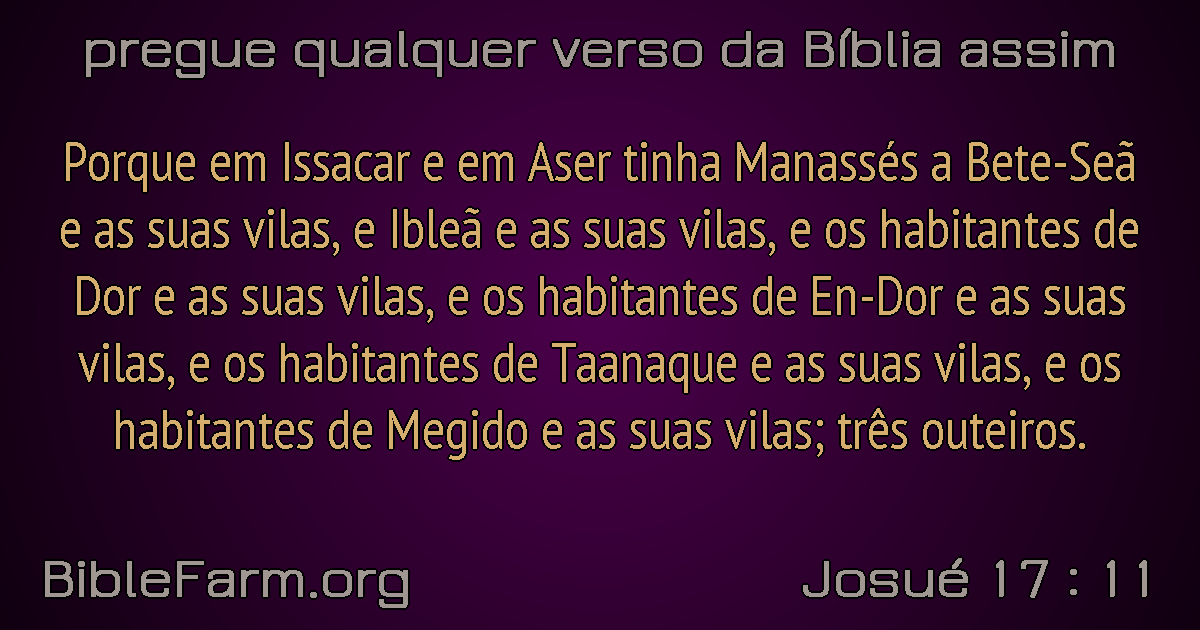 pregue qualquer verso da Bíblia assim
Porque em Issacar e em Aser tinha Manassés a Bete-Seã
e as suas vilas, e Ibleã e as suas vilas, e os habitantes de
Dor e as suas vilas, e os habitantes de En-Dor e as suas
vilas, e os habitantes de Taanaque e as suas vilas, e os
habitantes de Megido e as suas vilas; três outeiros.
BibleFarm.org
Josué 17 : 11